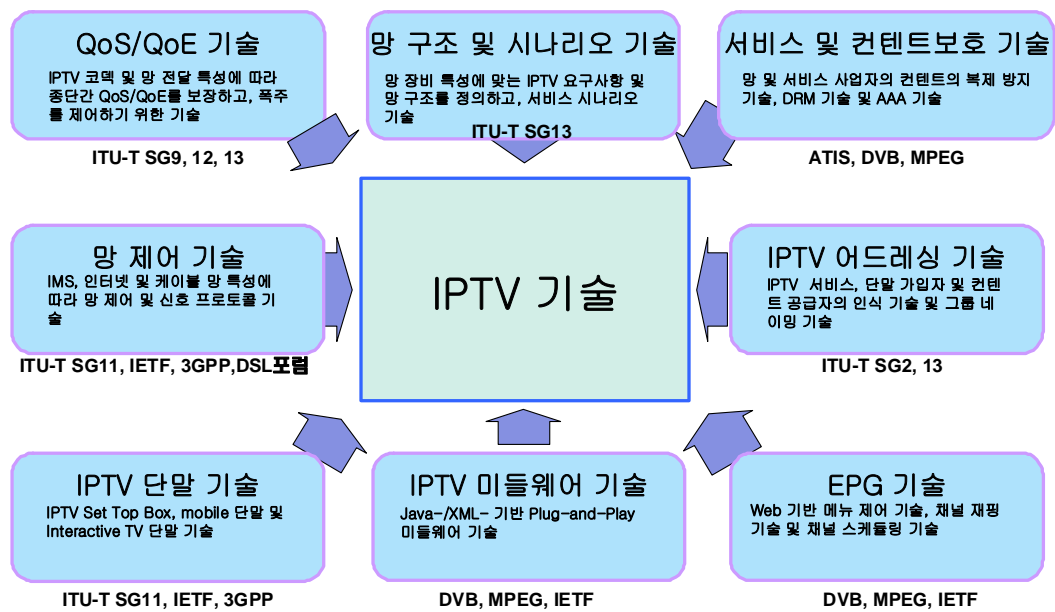 QoS/QoE 기술
IPTV 코덱 및 망 전달 특성에 따라
종단간 QoS/QoE를 보장하고, 폭주
를 제어하기 위한 기술
ITU-T SG9, 12, 13
망 구조 및 시나리오 기술
망 장비 특성에 맞는 IPTV 요구사항 및
망 구조를 정의하고, 서비스 시나리오
기술
ITU-T SG13
서비스 및 컨텐트보호 기술
망 및 서비스 사업자의 컨텐트의 복제 방지
기술, DRM 기술 및 AAA 기술
ATIS, DVB, MPEG
망 제어 기술
IMS, 인터넷 및 케이블 망 특성에
따라 망 제어 및 신호 프로토콜 기
술
ITU-T SG11, IETF, 3GPP,DSL포럼
IPTV 기술
IPTV 어드레싱 기술
IPTV 서비스, 단말 가입자 및 컨텐
트 공급자의 인식 기술 및 그룹 네
이밍 기술
ITU-T SG2, 13
IPTV 단말 기술
IPTV Set Top Box, mobile 단말 및
Interactive TV 단말 기술
ITU-T SG11, IETF, 3GPP
IPTV 미들웨어 기술
Java-/XML- 기반 Plug-and-Play
미들웨어 기술
DVB, MPEG, IETF
EPG 기술
Web 기반 메뉴 제어 기술, 채널 재핑
기술 및 채널 스케듈링 기술
DVB, MPEG, IETF